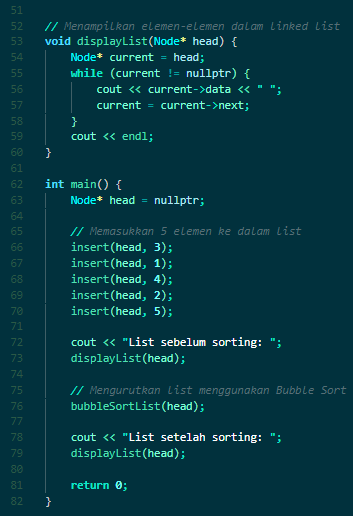 51
52 // Menampilkan elemen-elemen dalam linked list
53 void displayList(Node* head) {
54     Node* current = head;
55     while (current != nullptr) {
56         cout << current->data << " ";
57         current = current->next;
58     }
59     cout << endl;
60 }
61
62 int main() {
63     Node* head = nullptr;
64
65     // Memasukkan 5 elemen ke dalam list
66     insert(head, 3);
67     insert(head, 1);
68     insert(head, 4);
69     insert(head, 2);
70     insert(head, 5);
71
72     cout << "List sebelum sorting: ";
73     displayList(head);
74
75     // Mengurutkan list menggunakan Bubble Sort
76     bubbleSortList(head);
77
78     cout << "List setelah sorting: ";
79     displayList(head);
80
81     return 0;
82 }